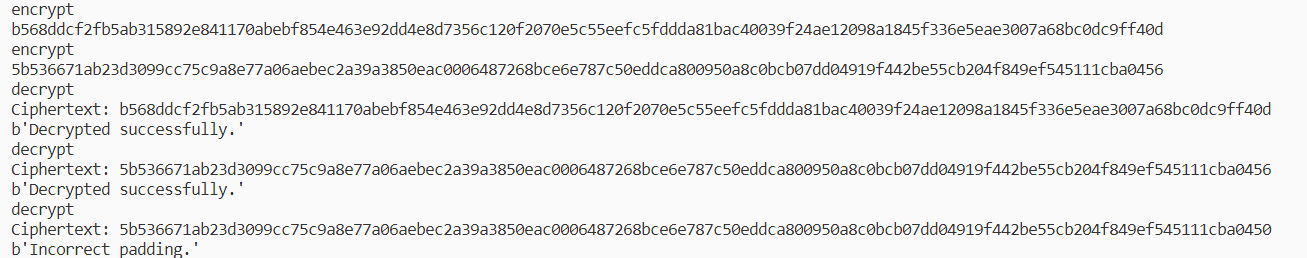 encrypt
b568ddcf2fb5ab315892e841170abebf854e463e92dd4e8d7356c120f2070e5c55eefc5fddda81bac40039f24ae12098a1845f336e5eae3007a68bc0dc9ff40d
encrypt
5b536671ab23d3099cc75c9a8e77a06aebec2a39a3850eac0006487268bce6e787c50eddca800950a8c0bcb07dd04919f442be55cb204f849ef545111cba0456
decrypt
Ciphertext: b568ddcf2fb5ab315892e841170abebf854e463e92dd4e8d7356c120f2070e5c55eefc5fddda81bac40039f24ae12098a1845f336e5eae3007a68bc0dc9ff40d
b'Decrypted successfully.'
decrypt
Ciphertext: 5b536671ab23d3099cc75c9a8e77a06aebec2a39a3850eac0006487268bce6e787c50eddca800950a8c0bcb07dd04919f442be55cb204f849ef545111cba0456
b'Decrypted successfully.'
decrypt
Ciphertext: 5b536671ab23d3099cc75c9a8e77a06aebec2a39a3850eac0006487268bce6e787c50eddca800950a8c0bcb07dd04919f442be55cb204f849ef545111cba0450
b'Incorrect padding.'